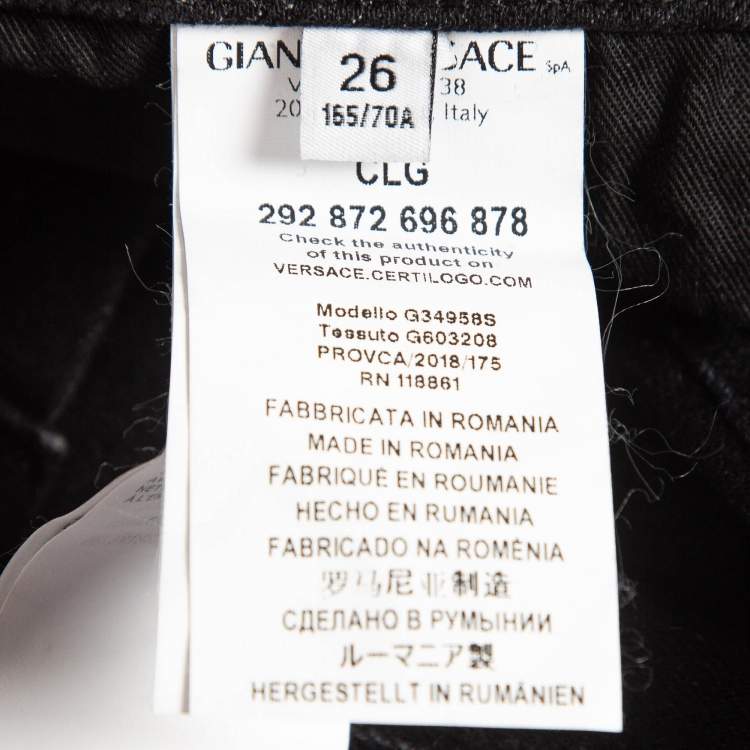 GIAN ACE SpA
26
V 38
20 Italy
165/70A
CLG
292 872 696 878
Check the authenticity
of this product on
VERSACE.CERTILOGO.COM
Modello G34958S
Tessuto G603208
PROVCA/2018/175
RN 118861
FABBRICATA IN ROMANIA
MADE IN ROMANIA
FABRIQUÉ EN ROUMANIE
HECHO EN RUMANIA
FABRICADO NA ROMÉNIA
罗马尼亚制造
СДЕЛАНО В РУМЫНИИ
ルーマニア製
HERGESTELLT IN RUMÄNIEN